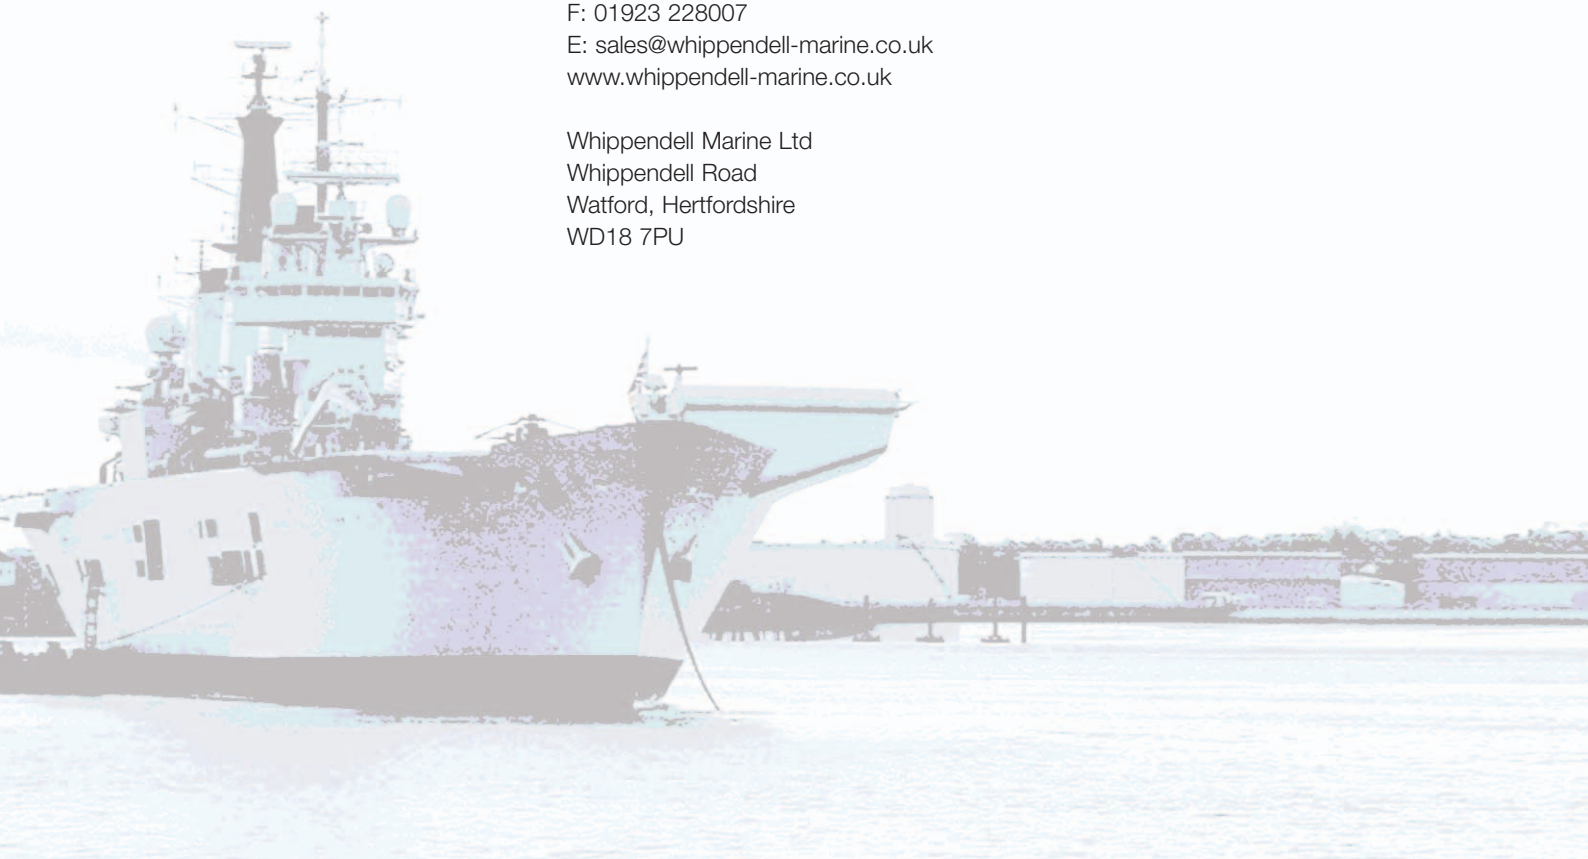 F: 01923 228007
E: sales@whippendell-marine.co.uk
www.whippendell-marine.co.uk
Whippendell Marine Ltd
Whippendell Road
Watford, Hertfordshire
WD18 7PU